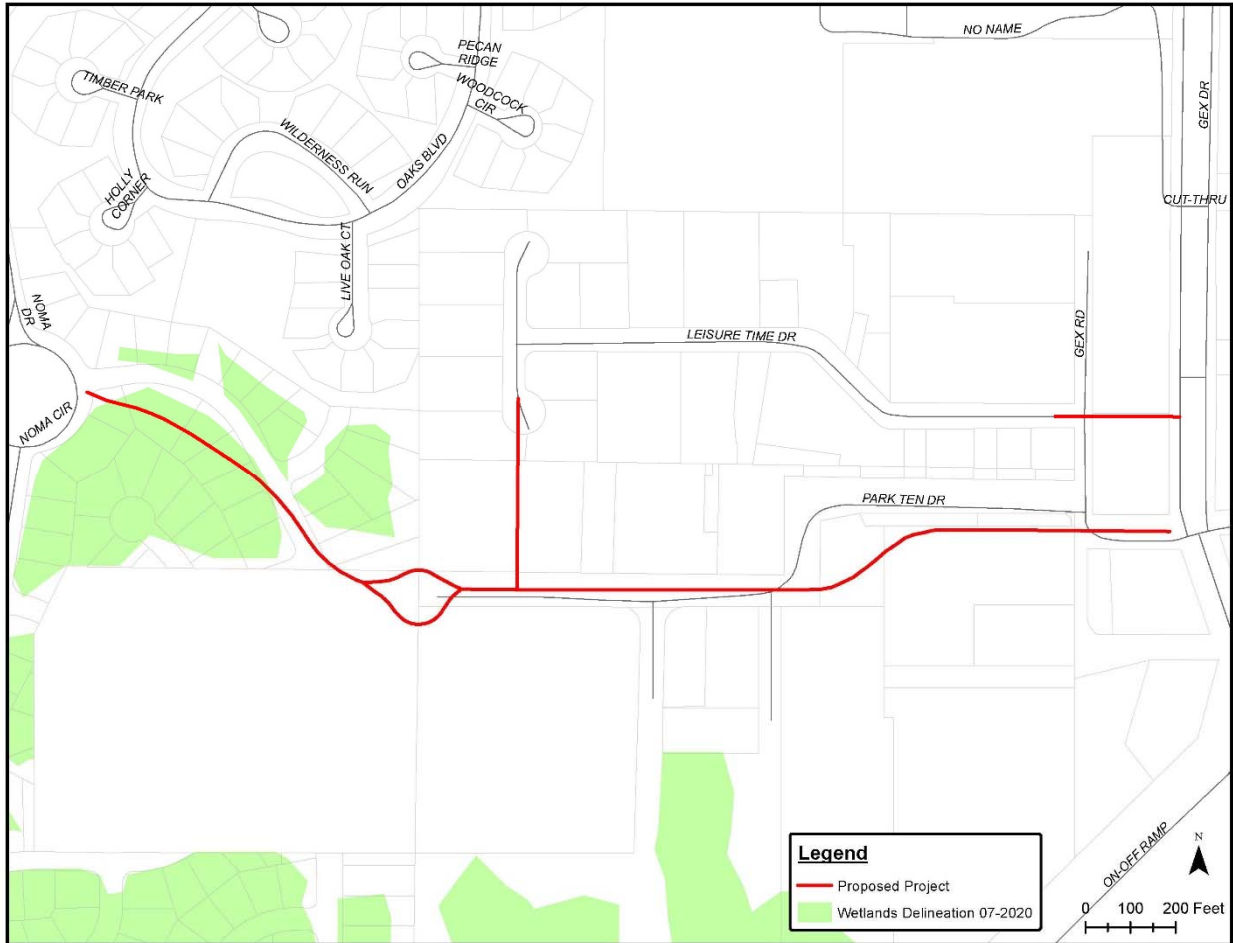 NO NAME
PECAN
RIDGE
TIMBER PARK
WOODCOCK
CIR
GEX DR
WILDERNESS RUN
OAKS BLVD
HOLLY
CORNER
CUT-THRU
LIVE OAK CT
NOMA
DR
LEISURE TIME DR
GEX RD
NOMA CIR
PARK TEN DR
ON-OFF RAMP
Legend
Proposed Project
Wetlands Delineation 07-2020
N
0 100 200 Feet